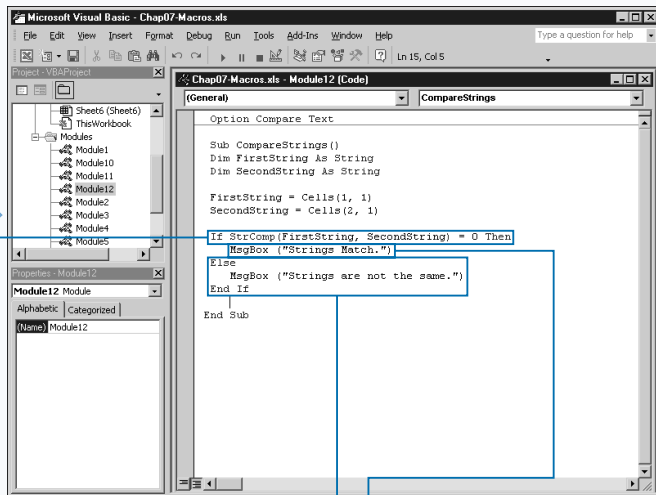 Microsoft Visual Basic - Chap07-Macros.xls
File Edit View Insert Format Debug Run Tools Add-Ins Window Help
Type a question for help
Ln 15, Col 5
Project - VBAProject
Sheet6 (Sheet6)
ThisWorkbook
Modules
Module1
Module10
Module11
Module12
Module2
Module3
Module4
Module5
Properties - Module12
Module12 Module
Alphabetic Categorized
(Name) Module12
Chap07-Macros.xls - Module12 (Code)
(General) CompareStrings
Option Compare Text
Sub CompareStrings()
Dim FirstString As String
Dim SecondString As String
FirstString = Cells(1, 1)
SecondString = Cells(2, 1)
If StrComp(FirstString, SecondString) = 0 Then
MsgBox ("Strings Match.")
Else
MsgBox ("Strings are not the same.")
End If
End Sub